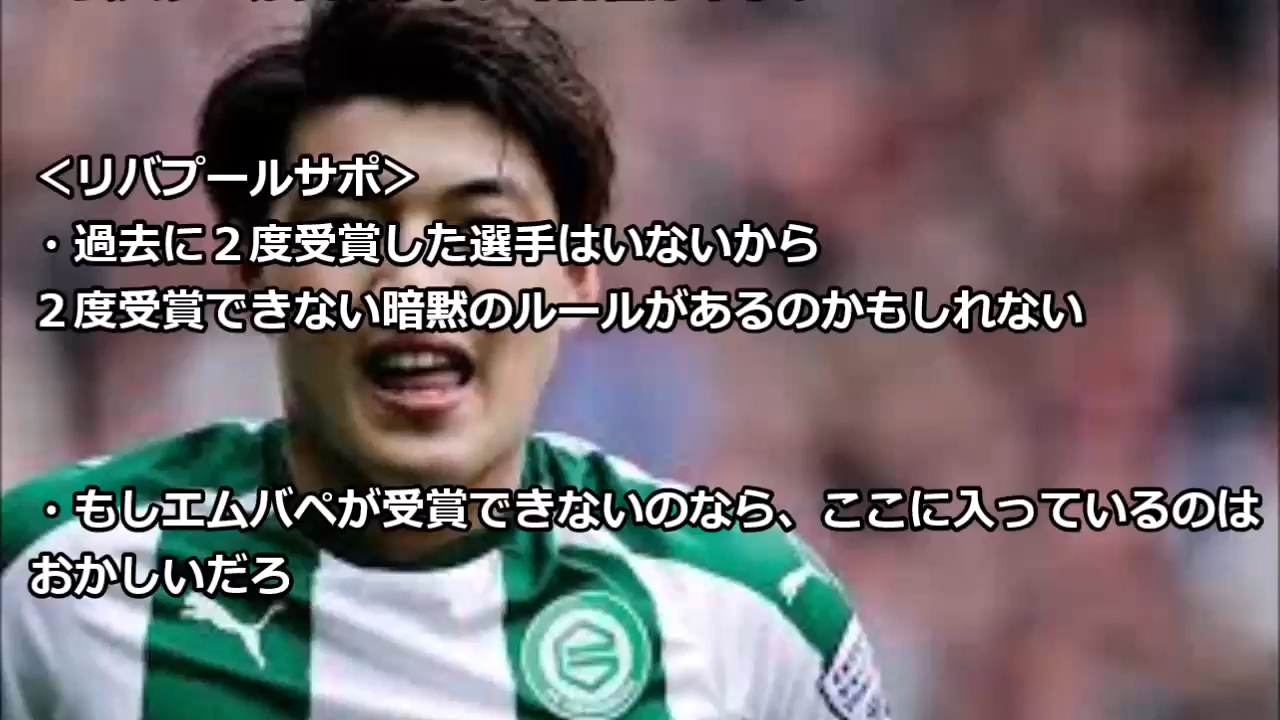 ＜リバプールサポ＞
・過去に２度受賞した選手はいないから
２度受賞できない暗黙のルールがあるのかもしれない
・もしエムバペが受賞できないのなら、ここに入っているのは
おかしいだろ